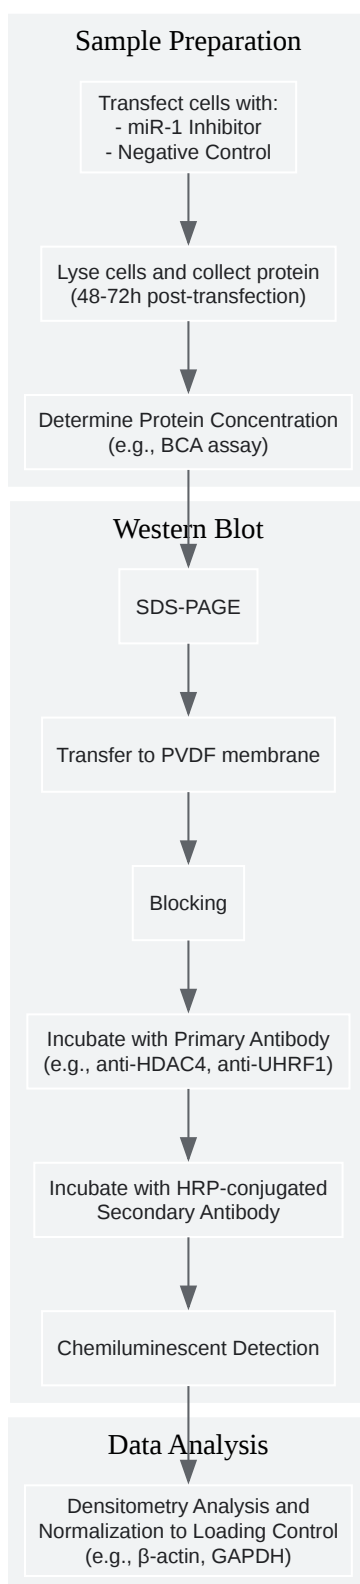 Sample Preparation
Transfect cells with:
- miR-1 Inhibitor
- Negative Control
Lyse cells and collect protein
(48-72h post-transfection)
Determine Protein Concentration
(e.g., BCA assay)
Western Blot
SDS-PAGE
Transfer to PVDF membrane
Blocking
Incubate with Primary Antibody
(e.g., anti-HDAC4, anti-UHRF1)
Incubate with HRP-conjugated
Secondary Antibody
Chemiluminescent Detection
Data Analysis
Densitometry Analysis and
Normalization to Loading Control
(e.g., β-actin, GAPDH)